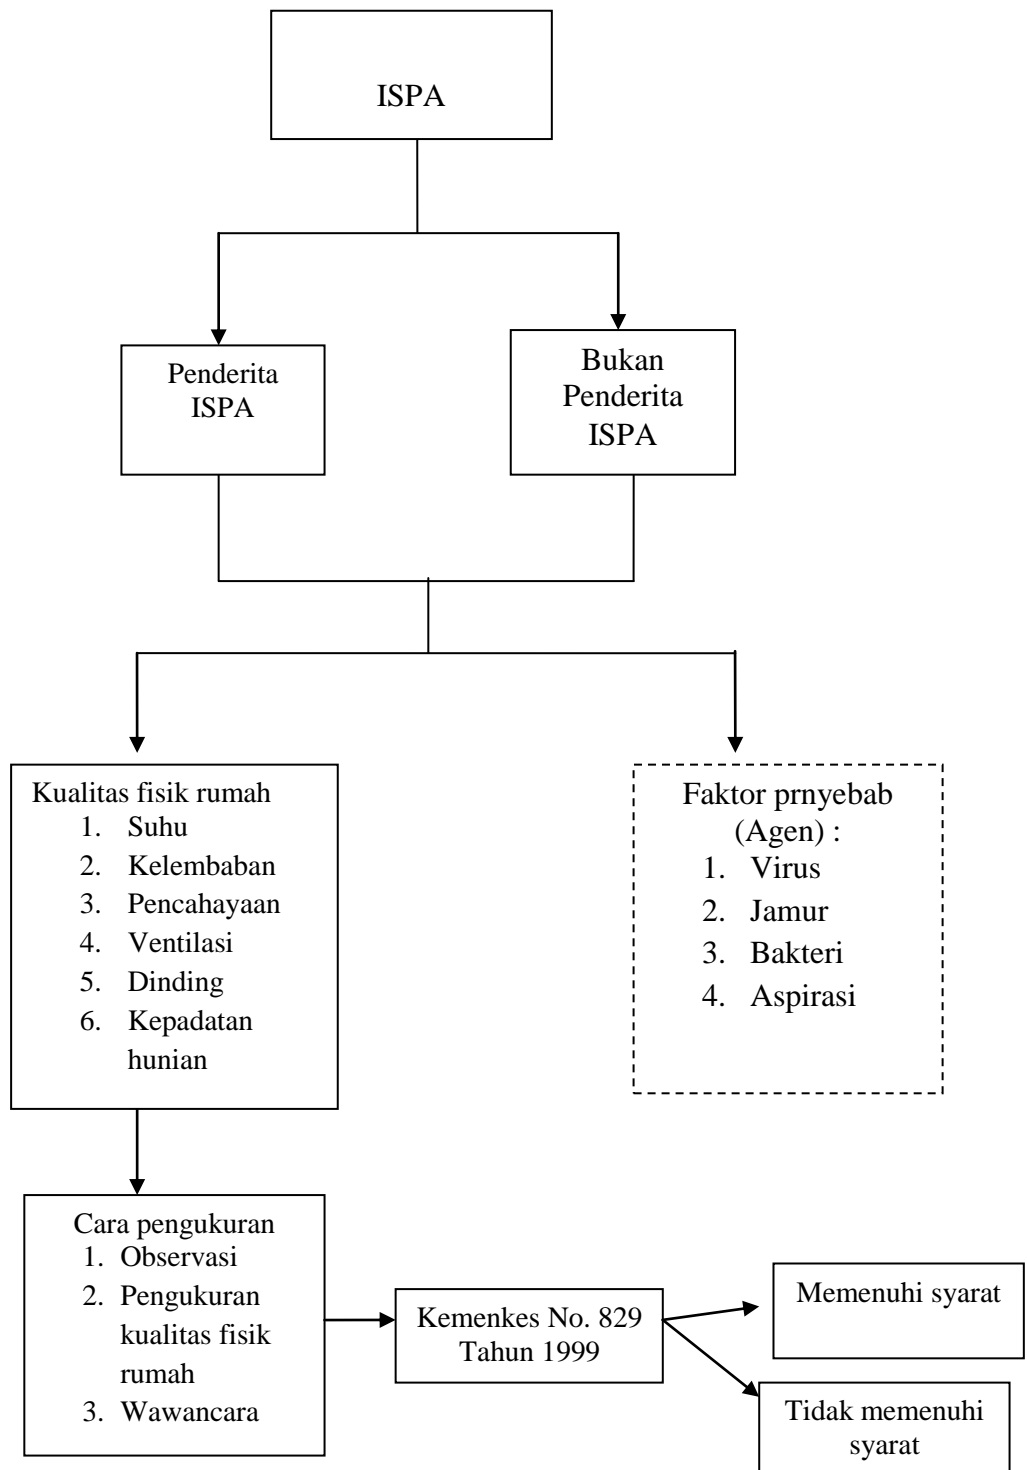 ISPA
Penderita
ISPA
Bukan
Penderita
ISPA
Kualitas fisik rumah
1. Suhu
2. Kelembaban
3. Pencahayaan
4. Ventilasi
5. Dinding
6. Kepadatan
hunian
Faktor prnyebab
(Agen) :
1. Virus
2. Jamur
3. Bakteri
4. Aspirasi
Cara pengukuran
1. Observasi
2. Pengukuran
kualitas fisik
rumah
3. Wawancara
Kemenkes No. 829
Tahun 1999
Memenuhi syarat
Tidak memenuhi
syarat